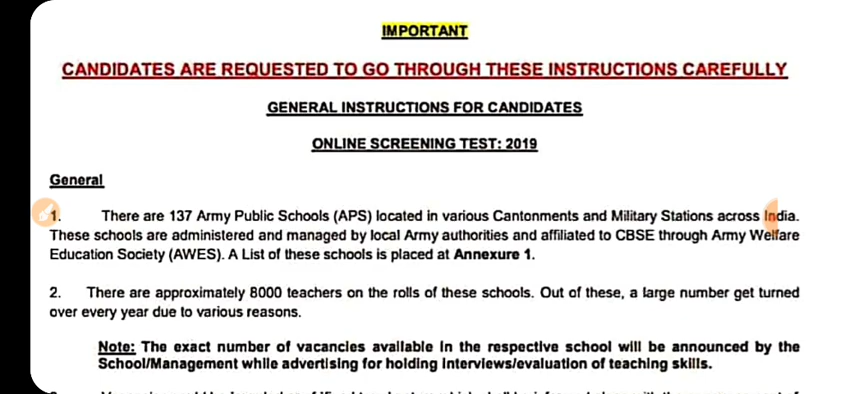 IMPORTANT
CANDIDATES ARE REQUESTED TO GO THROUGH THESE INSTRUCTIONS CAREFULLY
GENERAL INSTRUCTIONS FOR CANDIDATES
ONLINE SCREENING TEST: 2019
General
1. There are 137 Army Public Schools (APS) located in various Cantonments and Military Stations across India.
These schools are administered and managed by local Army authorities and affiliated to CBSE through Army Welfare
Education Society (AWES). A List of these schools is placed at Annexure 1.
2. There are approximately 8000 teachers on the rolls of these schools. Out of these, a large number get turned
over every year due to various reasons.
Note: The exact number of vacancies available in the respective school will be announced by the
School/Management while advertising for holding interviews/evaluation of teaching skills.